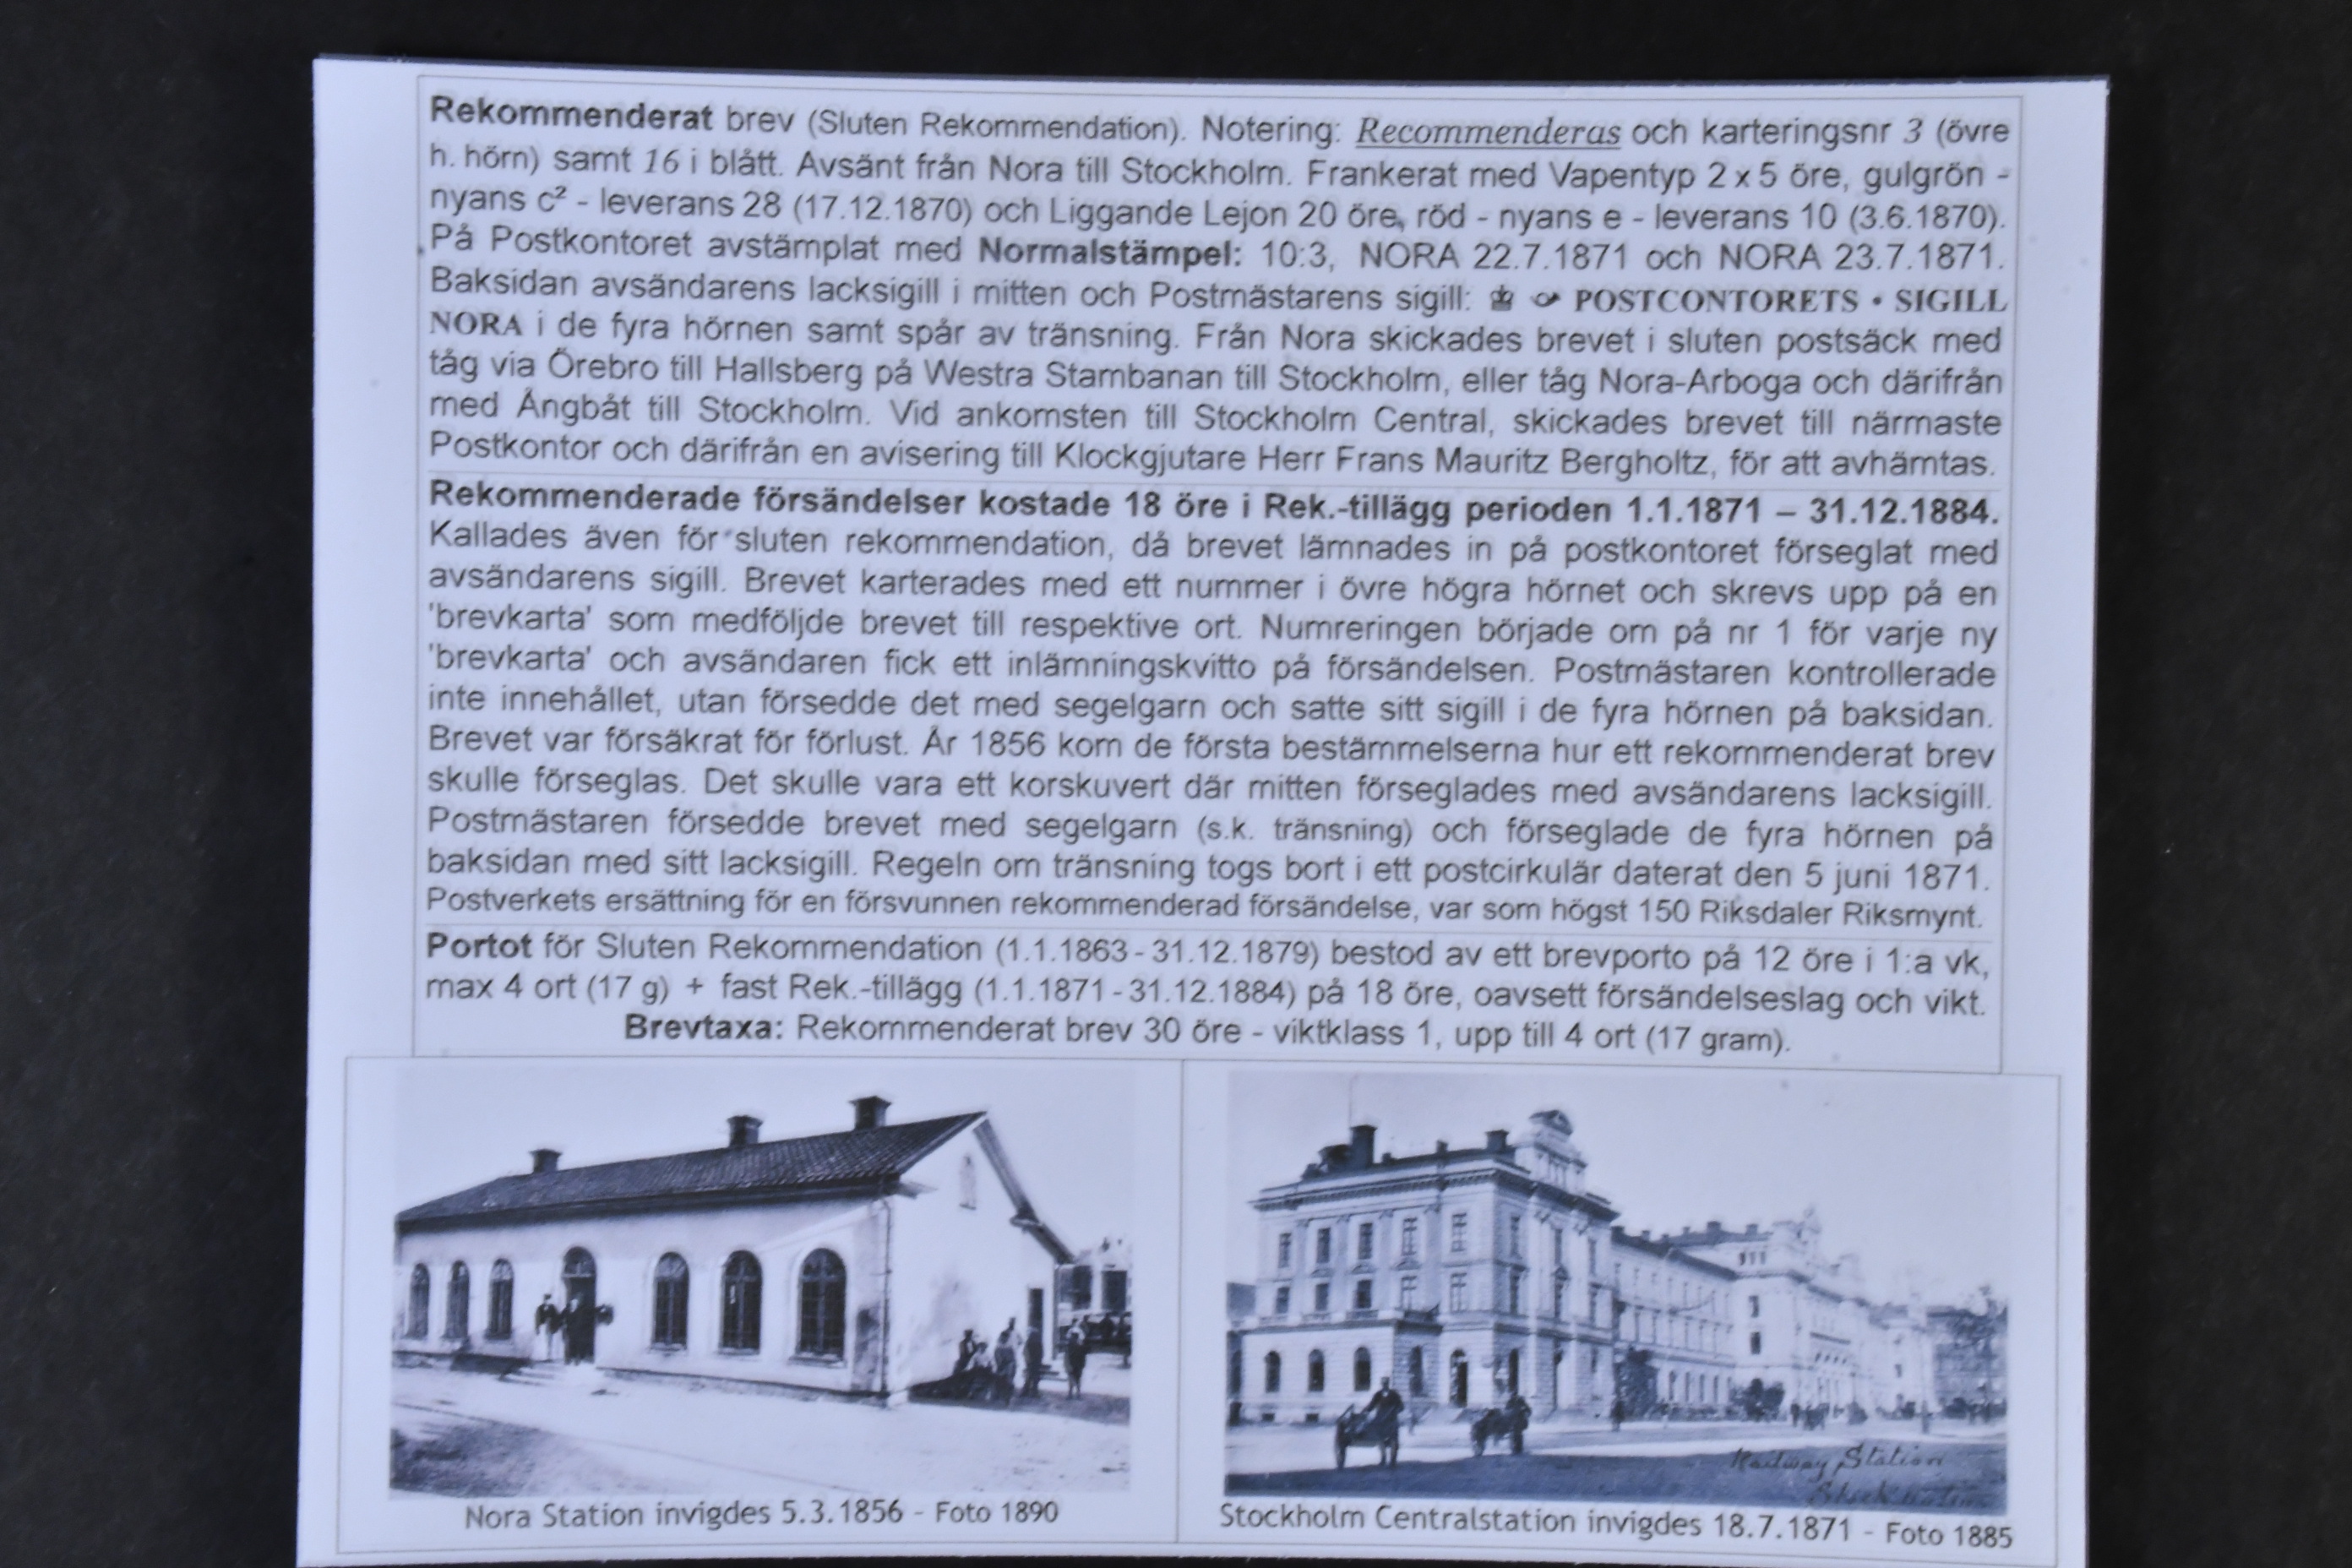 Rekommenderat brev (Sluten Rekommendation). Notering: Recommenderas och karteringsnr 3 (övre
h. hörn) samt 16 i blått. Avsänt från Nora till Stockholm. Frankerat med Vapentyp 2 x 5 öre, gulgrön -
nyans c² - leverans 28 (17.12.1870) och Liggande Lejon 20 öre, röd - nyans e - leverans 10 (3.6.1870).
På Postkontoret avstämplat med Normalstämpel: 10:3, NORA 22.7.1871 och NORA 23.7.1871.
Baksidan avsändarens lacksigill i mitten och Postmästarens sigill: POSTCONTORETS • SIGILL
NORA i de fyra hörnen samt spår av tränsning. Från Nora skickades brevet i sluten postsäck med
tåg via Örebro till Hallsberg på Westra Stambanan till Stockholm, eller tåg Nora-Arboga och därifrån
med Ångbåt till Stockholm. Vid ankomsten till Stockholm Central, skickades brevet till närmaste
Postkontor och därifrån en avisering till Klockgjutare Herr Frans Mauritz Bergholtz, för att avhämtas.
Rekommenderade försändelser kostade 18 öre i Rek.-tillägg perioden 1.1.1871 – 31.12.1884.
Kallades även för sluten rekommendation, då brevet lämnades in på postkontoret förseglat med
avsändarens sigill. Brevet karterades med ett nummer i övre högra hörnet och skrevs upp på en
'brevkarta' som medföljde brevet till respektive ort. Numreringen började om på nr 1 för varje ny
'brevkarta' och avsändaren fick ett inlämningskvitto på försändelsen. Postmästaren kontrollerade
inte innehållet, utan försedde det med segelgarn och satte sitt sigill i de fyra hörnen på baksidan.
Brevet var försäkrat för förlust. År 1856 kom de första bestämmelserna hur ett rekommenderat brev
skulle förseglas. Det skulle vara ett korskuvert där mitten förseglades med avsändarens lacksigill.
Postmästaren försedde brevet med segelgarn (s.k. tränsning) och förseglade de fyra hörnen på
baksidan med sitt lacksigill. Regeln om tränsning togs bort i ett postcirkulär daterat den 5 juni 1871.
Postverkets ersättning för en försvunnen rekommenderad försändelse, var som högst 150 Riksdaler Riksmynt.
Portot för Sluten Rekommendation (1.1.1863 - 31.12.1879) bestod av ett brevporto på 12 öre i 1:a vk,
max 4 ort (17 g) + fast Rek.-tillägg (1.1.1871 - 31.12.1884) på 18 öre, oavsett försändelseslag och vikt.
Brevtaxa: Rekommenderat brev 30 öre - viktklass 1, upp till 4 ort (17 gram).
Railway Station
Nora Station invigdes 5.3.1856 - Foto 1890
Stockholm Centralstation invigdes 18.7.1871 - Foto 1885